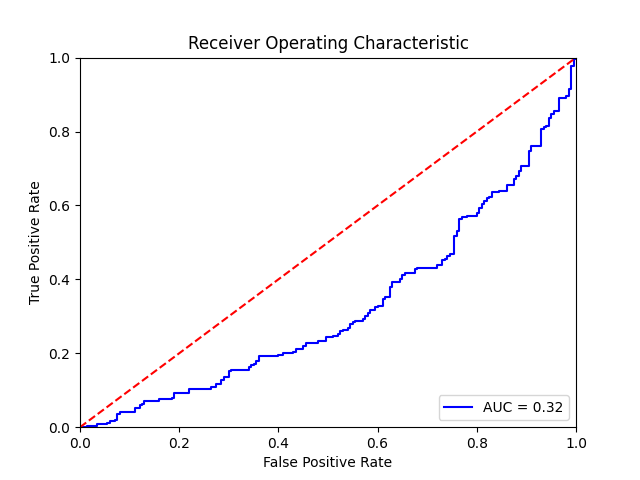 Receiver Operating Characteristic
True Positive Rate
1.0
0.8
0.6
0.4
0.2
0.0
AUC = 0.32
0.0 0.2 0.4 0.6 0.8 1.0
False Positive Rate